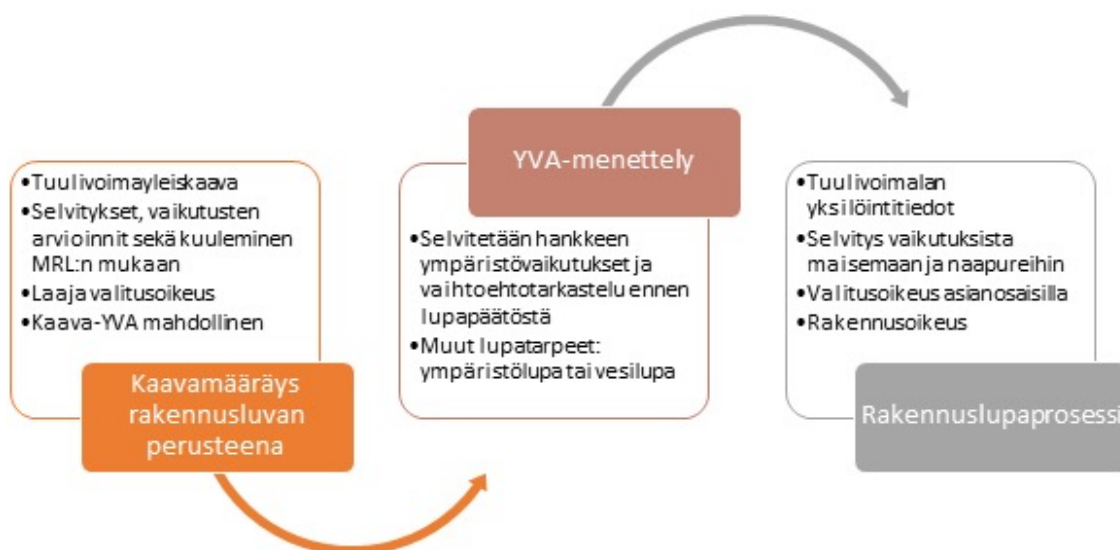 •Tuulivoimayleiskaava
•Selvitykset, vaikutusten
arvioinnit sekä kuuleminen
MRL:n mukaan
•Laaja valitusoikeus
•Kaava-YVA mahdollinen
Kaavamääräys
rakennusluvan
perusteena
YVA-menettely
•Selvitetään hankkeen
ympäristövaikutukset ja
vaihtoehtotarkastelu ennen
lupapäätöstä
•Muut lupatarpeet:
ympäristölupa tai vesilupa
•Tuulivoimalan
yksilöintitiedot
•Selvitys vaikutuksista
maisemaan ja naapureihin
•Valitusoikeus asianosaisilla
•Rakennusoikeus
Rakennuslupaprosessi